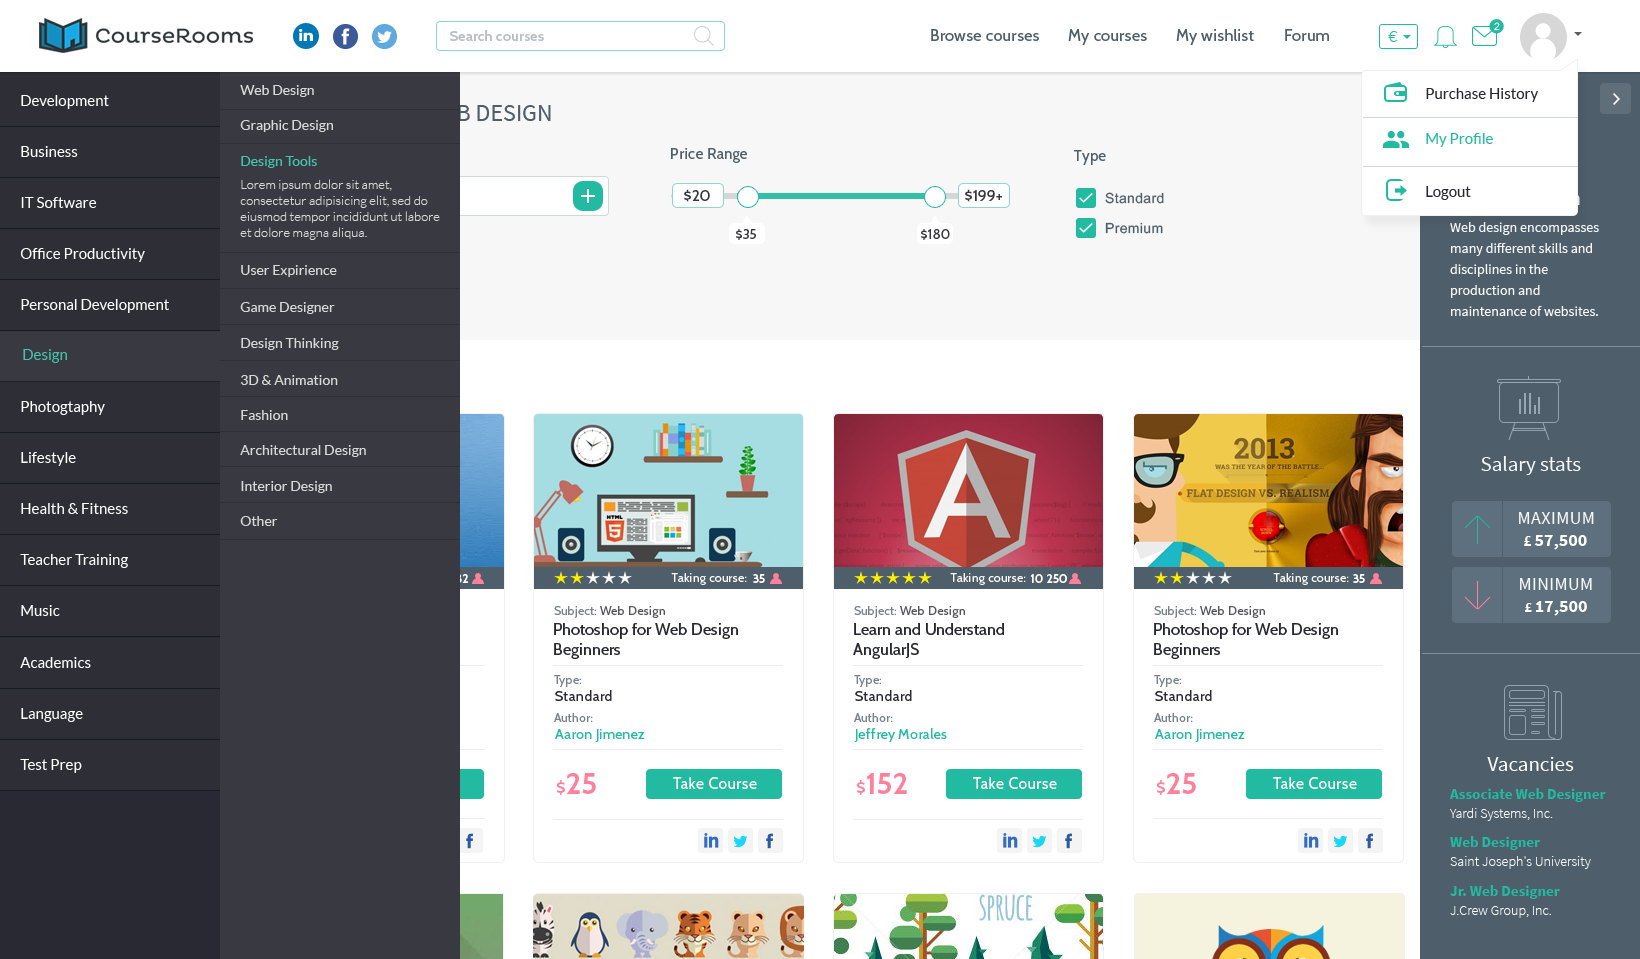 CourseRooms
in
f
Search courses
Browse courses
My courses
My wishlist
Forum
€
2
Purchase History
My Profile
Logout
Development
Business
IT Software
Office Productivity
Personal Development
Design
Photogtaphy
Lifestyle
Health & Fitness
Teacher Training
Music
Academics
Language
Test Prep
Web Design
Graphic Design
Design Tools
Lorem ipsum dolor sit amet,
consectetur adipisicing elit, sed do
eiusmod tempor incididunt ut labore
et dolore magna aliqua.
User Expirience
Game Designer
Design Thinking
3D & Animation
Fashion
Architectural Design
Interior Design
Other
B DESIGN
Price Range
$20
$199+
$35
$180
Type
Standard
Premium
Web design encompasses
many different skills and
disciplines in the
production and
maintenance of websites.
Salary stats
MAXIMUM
£ 57,500
MINIMUM
£ 17,500
Vacancies
Associate Web Designer
Yardi Systems, Inc.
Web Designer
Saint Joseph's University
Jr. Web Designer
J.Crew Group, Inc.
32
f
HTML
5
Taking course: 35
Subject: Web Design
Photoshop for Web Design
Beginners
Type:
Standard
Author:
Aaron Jimenez
$25
Take Course
in
f
A
Taking course: 10 250
Subject: Web Design
Learn and Understand
AngularJS
Type:
Standard
Author:
Jeffrey Morales
$152
Take Course
in
f
2013
WAS THE YEAR OF THE BATTLE..
FLAT DESIGN VS. REALISM
Taking course: 35
Subject: Web Design
Photoshop for Web Design
Beginners
Type:
Standard
Author:
Aaron Jimenez
$25
Take Course
in
f
SPRUCE